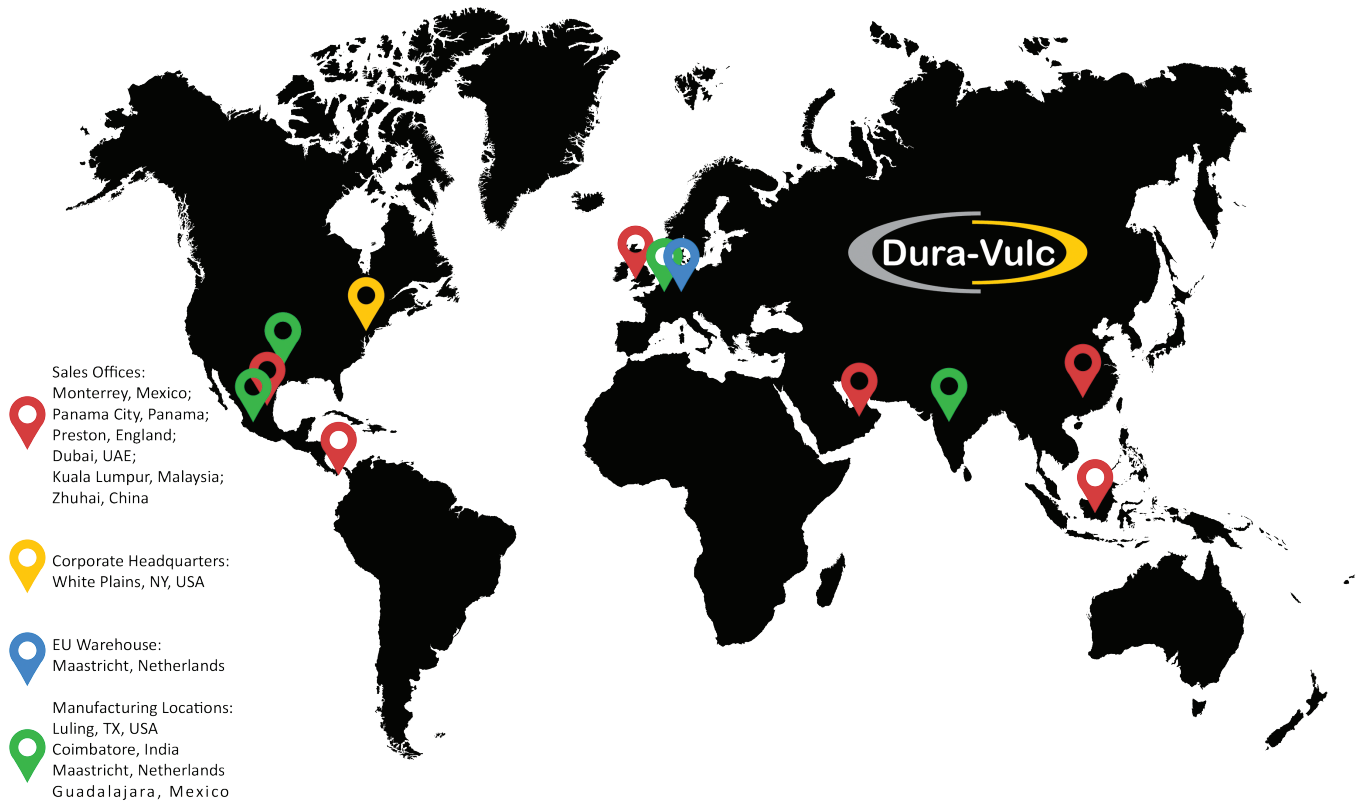 Dura-Vulc
Sales Offices:
Monterrey, Mexico;
Panama City, Panama;
Preston, England;
Dubai, UAE;
Kuala Lumpur, Malaysia;
Zhuhai, China
Corporate Headquarters:
White Plains, NY, USA
EU Warehouse:
Maastricht, Netherlands
Manufacturing Locations:
Luling, TX, USA
Coimbatore, India
Maastricht, Netherlands
Guadalajara, Mexico